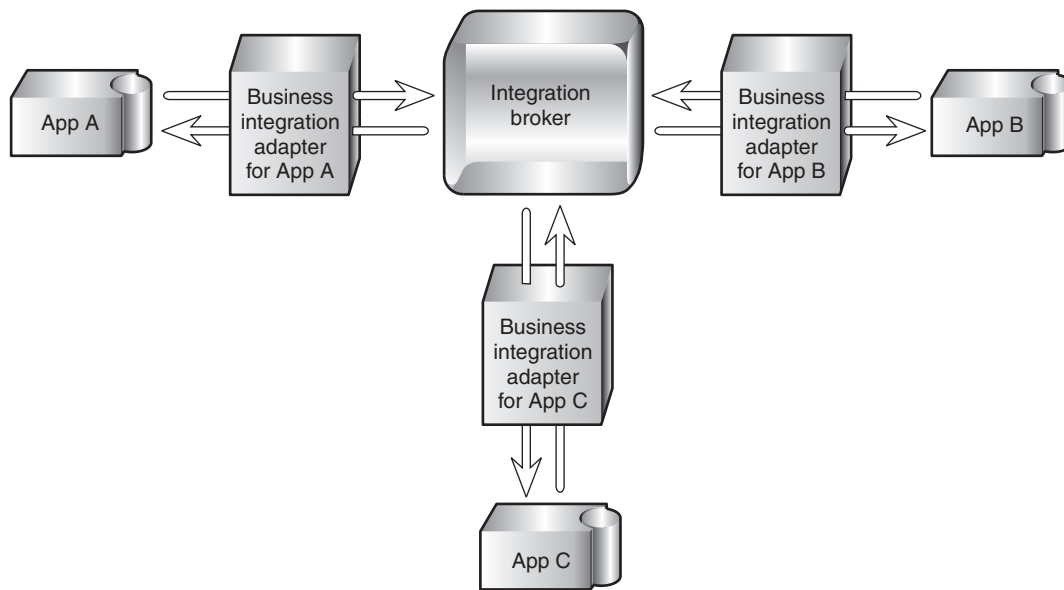 App A
Business
integration
adapter
for App A
Integration
broker
Business
integration
adapter
for App B
App B
Business
integration
adapter
for App C
App C